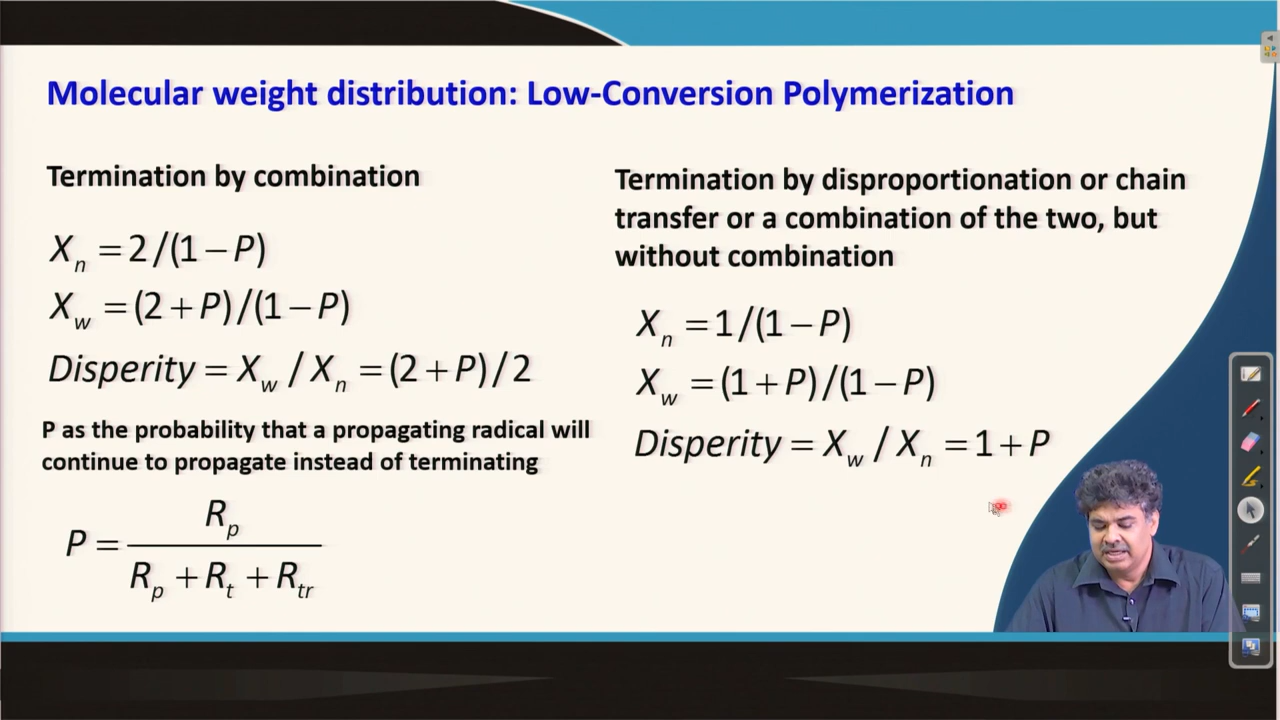 Molecular weight distribution: Low-Conversion Polymerization
Termination by combination
X_n = 2/(1 − P)
X_w = (2 + P)/(1 − P)
Disperity = X_w / X_n = (2 + P)/2
P as the probability that a propagating radical will
continue to propagate instead of terminating
P = R_p / (R_p + R_t + R_tr)
Termination by disproportionation or chain
transfer or a combination of the two, but
without combination
X_n = 1/(1 − P)
X_w = (1 + P)/(1 − P)
Disperity = X_w / X_n = 1 + P